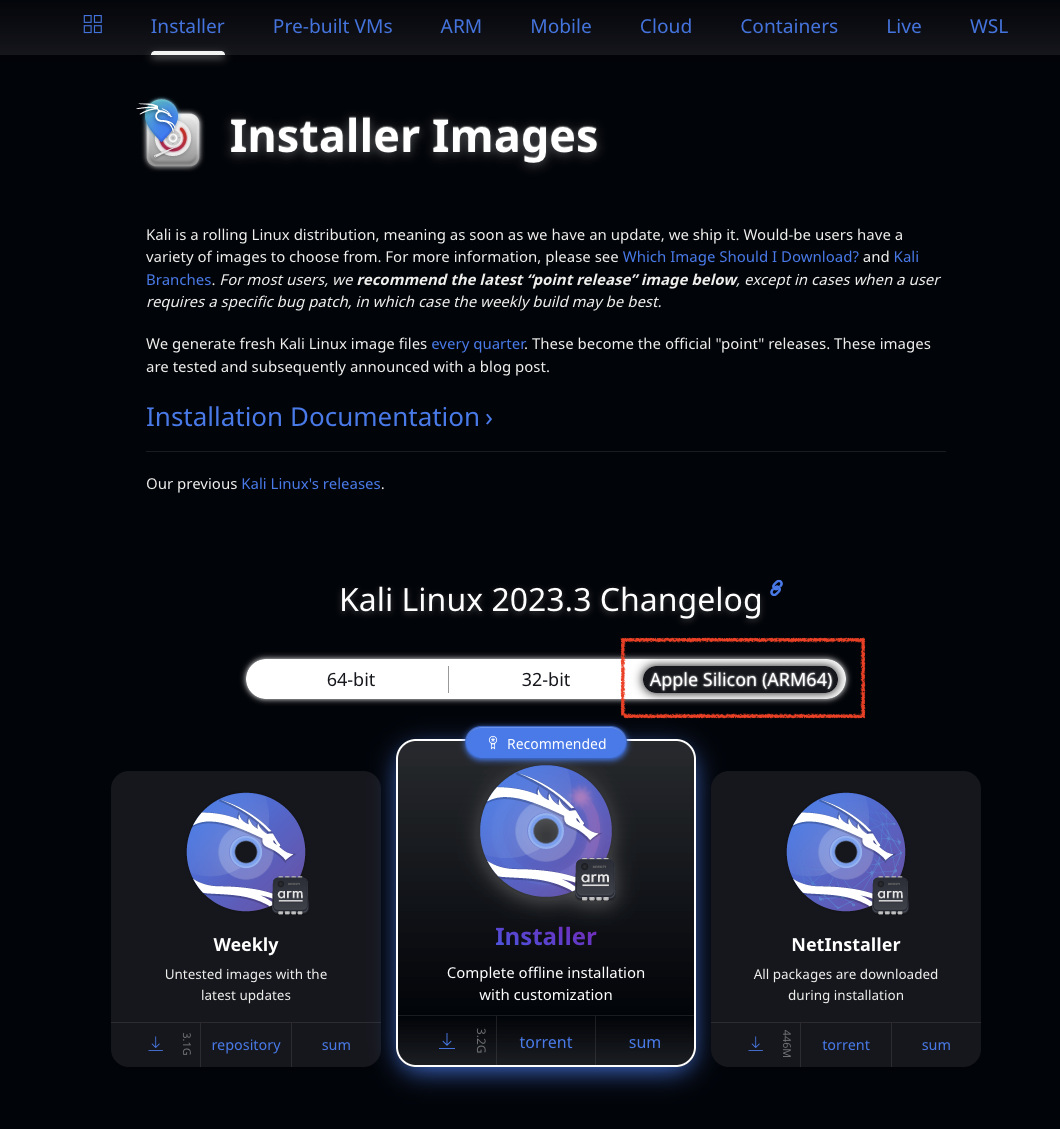 Installer Pre-built VMs ARM Mobile Cloud Containers Live WSL
Installer Images
Kali is a rolling Linux distribution, meaning as soon as we have an update, we ship it. Would-be users have a
variety of images to choose from. For more information, please see Which Image Should I Download? and Kali
Branches. For most users, we recommend the latest “point release” image below, except in cases when a user
requires a specific bug patch, in which case the weekly build may be best.
We generate fresh Kali Linux image files every quarter. These become the official "point" releases. These images
are tested and subsequently announced with a blog post.
Installation Documentation ›
Our previous Kali Linux's releases.
Kali Linux 2023.3 Changelog
64-bit 32-bit Apple Silicon (ARM64)
Recommended
arm
Weekly
Untested images with the
latest updates
3.1G repository sum
arm
Installer
Complete offline installation
with customization
3.2G torrent sum
arm
NetInstaller
All packages are downloaded
during installation
446M torrent sum